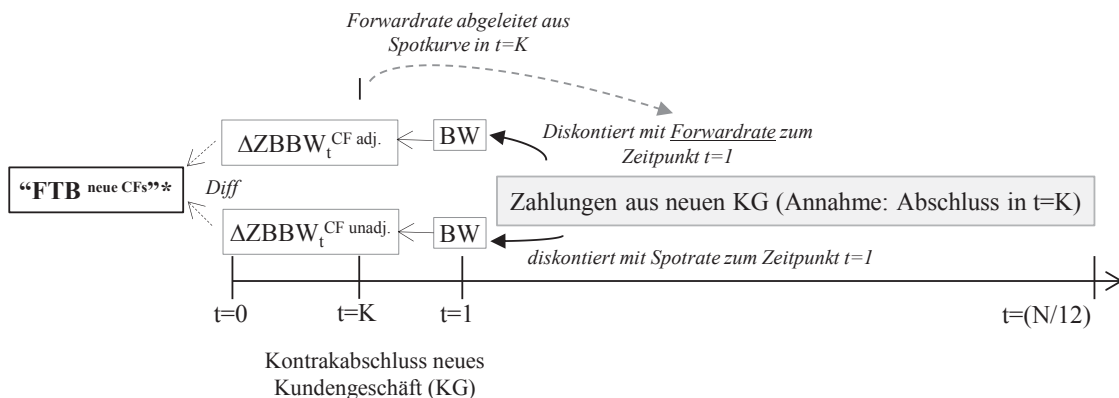 Forwardrate abgeleitet aus
Spotkurve in t=K
ΔZBBWₜ^CF adj.
BW
Diskontiert mit Forwardrate zum
Zeitpunkt t=1
“FTB ^neue CFs”*
Diff
Zahlungen aus neuen KG (Annahme: Abschluss in t=K)
ΔZBBWₜ^CF unadj.
BW
diskontiert mit Spotrate zum Zeitpunkt t=1
t=0
t=K
t=1
t=(N/12)
Kontrakabschluss neues
Kundengeschäft (KG)